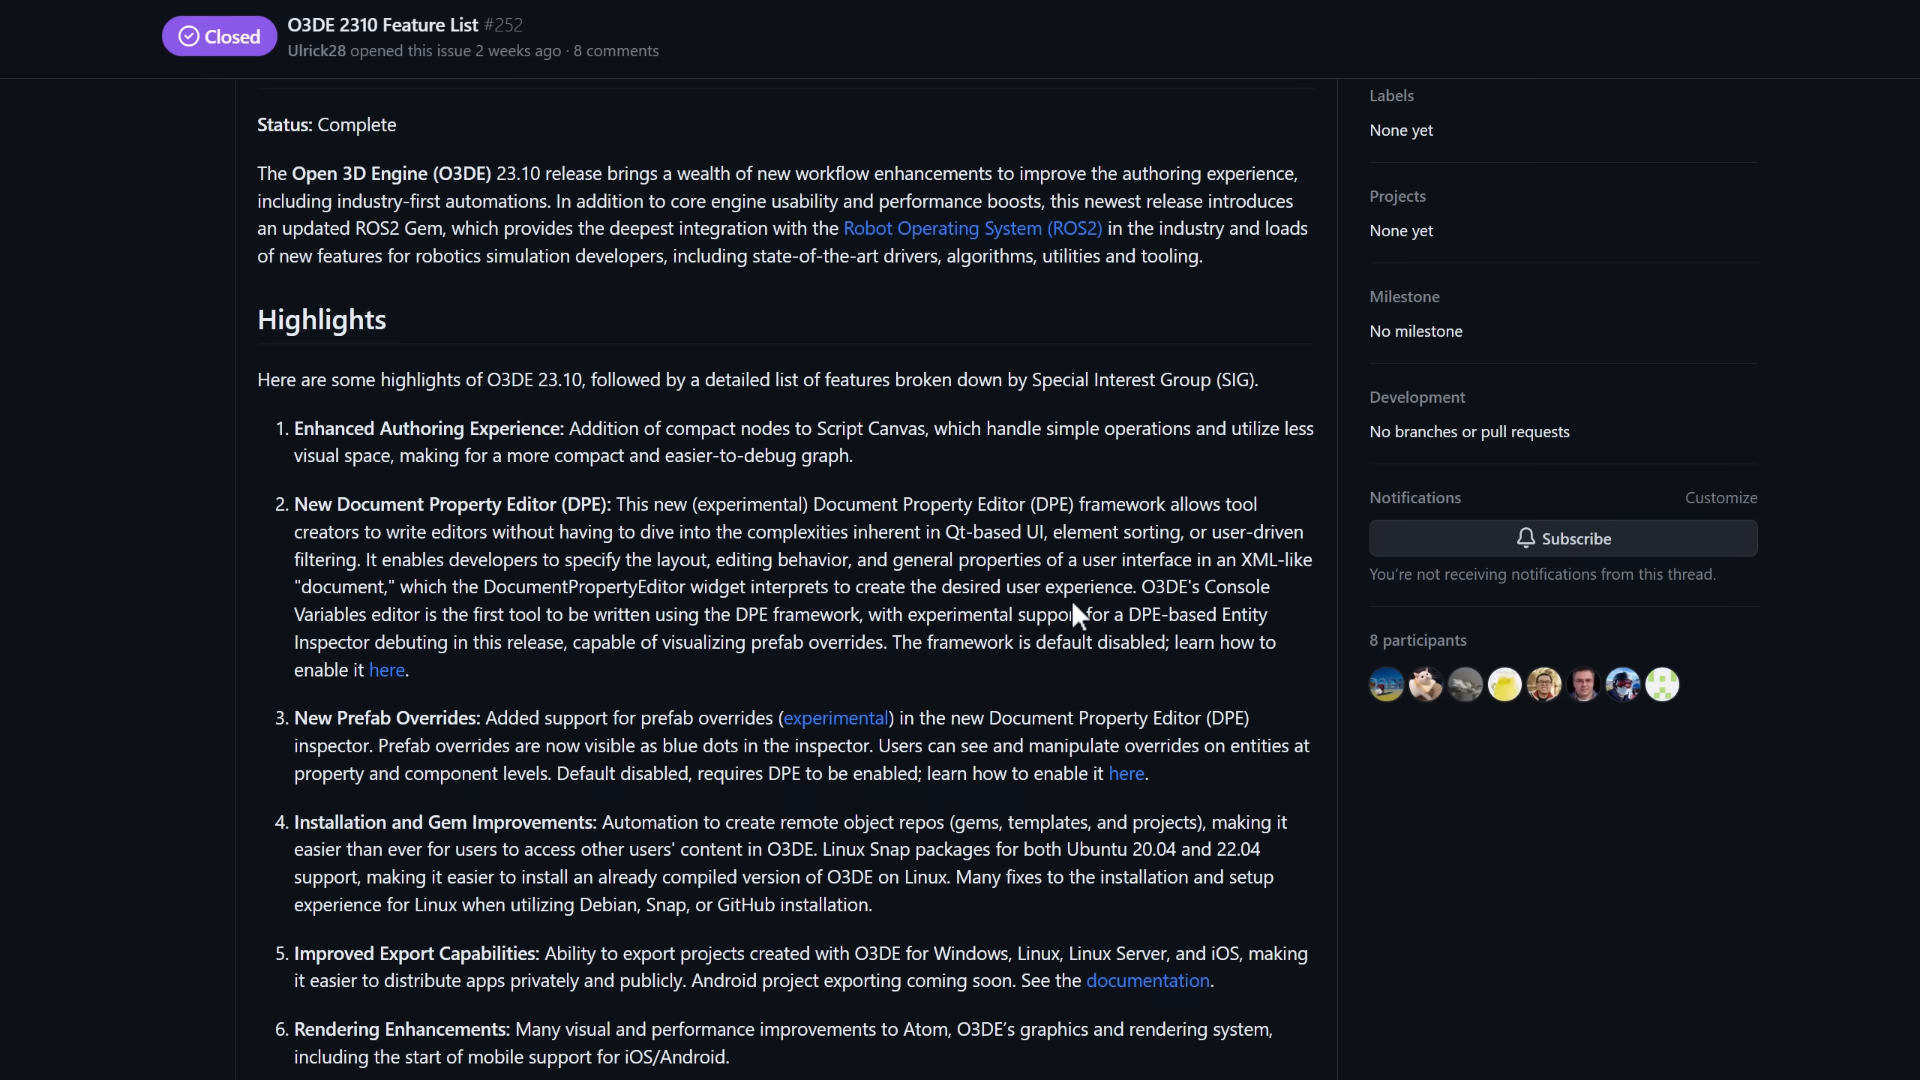 Closed
O3DE 2310 Feature List #252
Ulrick28 opened this issue 2 weeks ago · 8 comments
Status: Complete
The Open 3D Engine (O3DE) 23.10 release brings a wealth of new workflow enhancements to improve the authoring experience,
including industry-first automations. In addition to core engine usability and performance boosts, this newest release introduces
an updated ROS2 Gem, which provides the deepest integration with the Robot Operating System (ROS2) in the industry and loads
of new features for robotics simulation developers, including state-of-the-art drivers, algorithms, utilities and tooling.
Highlights
Here are some highlights of O3DE 23.10, followed by a detailed list of features broken down by Special Interest Group (SIG).
1. Enhanced Authoring Experience: Addition of compact nodes to Script Canvas, which handle simple operations and utilize less
visual space, making for a more compact and easier-to-debug graph.
2. New Document Property Editor (DPE): This new (experimental) Document Property Editor (DPE) framework allows tool
creators to write editors without having to dive into the complexities inherent in Qt-based UI, element sorting, or user-driven
filtering. It enables developers to specify the layout, editing behavior, and general properties of a user interface in an XML-like
"document," which the DocumentPropertyEditor widget interprets to create the desired user experience. O3DE's Console
Variables editor is the first tool to be written using the DPE framework, with experimental support for a DPE-based Entity
Inspector debuting in this release, capable of visualizing prefab overrides. The framework is default disabled; learn how to
enable it here.
3. New Prefab Overrides: Added support for prefab overrides (experimental) in the new Document Property Editor (DPE)
inspector. Prefab overrides are now visible as blue dots in the inspector. Users can see and manipulate overrides on entities at
property and component levels. Default disabled, requires DPE to be enabled; learn how to enable it here.
4. Installation and Gem Improvements: Automation to create remote object repos (gems, templates, and projects), making it
easier than ever for users to access other users' content in O3DE. Linux Snap packages for both Ubuntu 20.04 and 22.04
support, making it easier to install an already compiled version of O3DE on Linux. Many fixes to the installation and setup
experience for Linux when utilizing Debian, Snap, or GitHub installation.
5. Improved Export Capabilities: Ability to export projects created with O3DE for Windows, Linux, Linux Server, and iOS, making
it easier to distribute apps privately and publicly. Android project exporting coming soon. See the documentation.
6. Rendering Enhancements: Many visual and performance improvements to Atom, O3DE’s graphics and rendering system,
including the start of mobile support for iOS/Android.
Labels
None yet
Projects
None yet
Milestone
No milestone
Development
No branches or pull requests
Notifications
Customize
Subscribe
You’re not receiving notifications from this thread.
8 participants